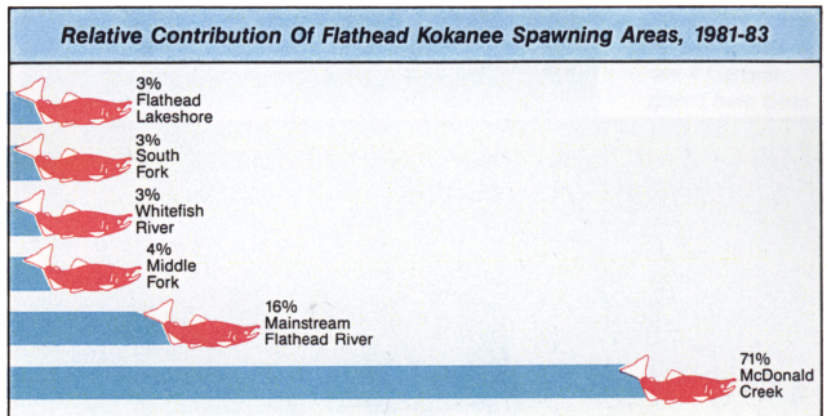 Relative Contribution Of Flathead Kokanee Spawning Areas, 1981-83
3%
Flathead
Lakeshore
3%
South
Fork
3%
Whitefish
River
4%
Middle
Fork
16%
Mainstream
Flathead River
71%
McDonald
Creek